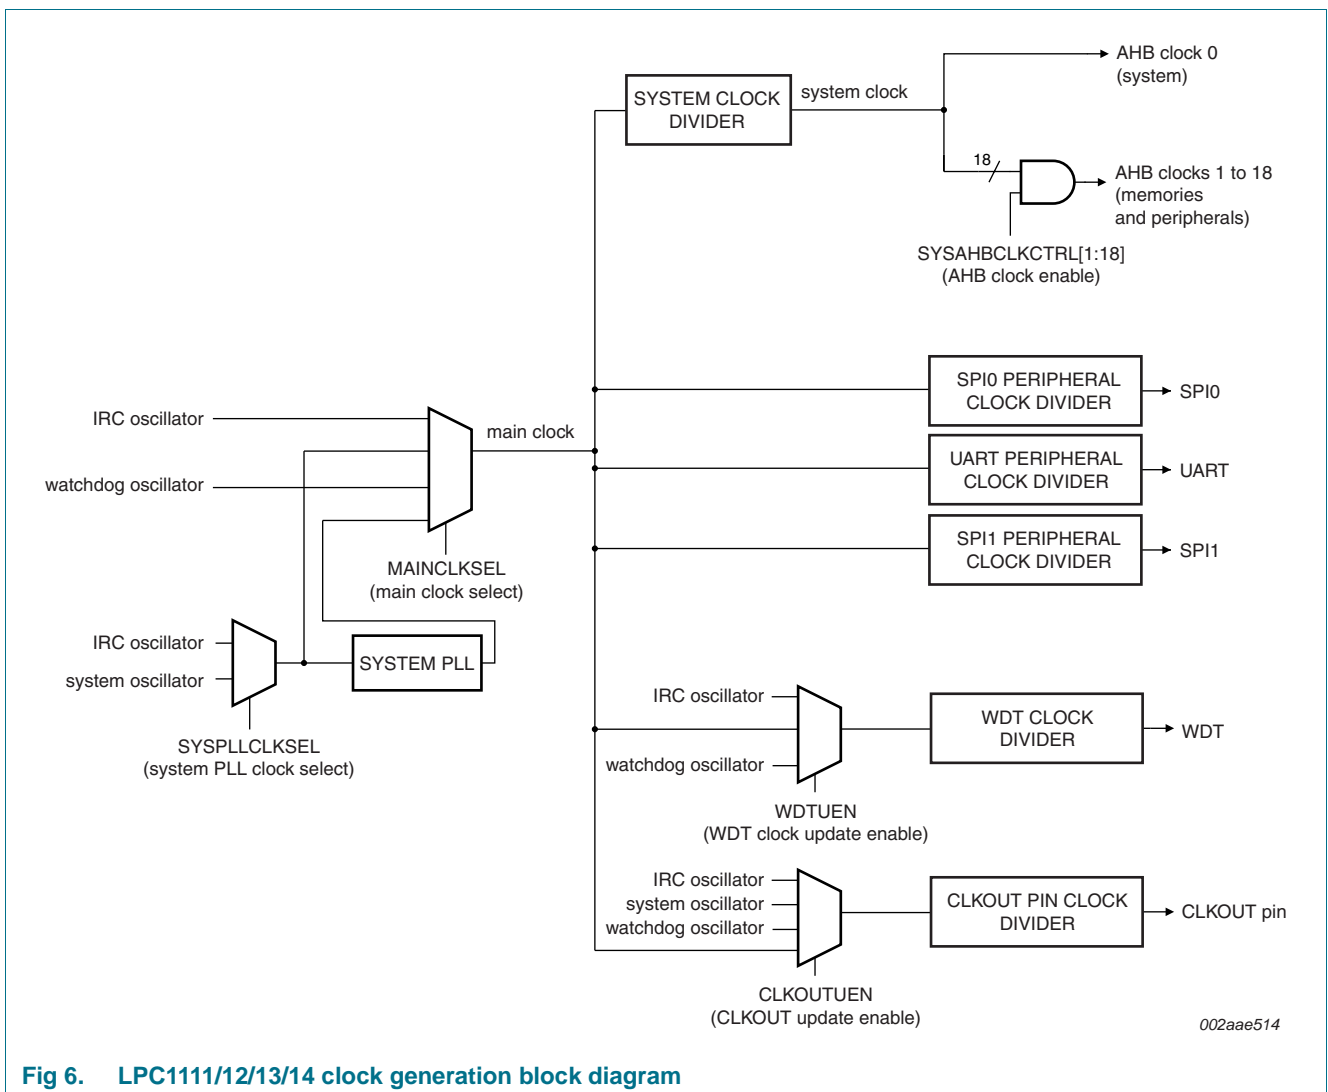 AHB clock 0
(system)
SYSTEM CLOCK
DIVIDER
system clock
18
AHB clocks 1 to 18
(memories
and peripherals)
SYSAHBCLKCTRL[1:18]
(AHB clock enable)
SPI0 PERIPHERAL
CLOCK DIVIDER
SPI0
IRC oscillator
main clock
UART PERIPHERAL
CLOCK DIVIDER
UART
watchdog oscillator
SPI1 PERIPHERAL
CLOCK DIVIDER
SPI1
MAINCLKSEL
(main clock select)
IRC oscillator
system oscillator
SYSTEM PLL
SYSPLLCLKSEL
(system PLL clock select)
IRC oscillator
watchdog oscillator
WDT CLOCK
DIVIDER
WDT
WDTUEN
(WDT clock update enable)
IRC oscillator
system oscillator
watchdog oscillator
CLKOUT PIN CLOCK
DIVIDER
CLKOUT pin
CLKOUTUEN
(CLKOUT update enable)
002aae514
Fig 6. LPC1111/12/13/14 clock generation block diagram